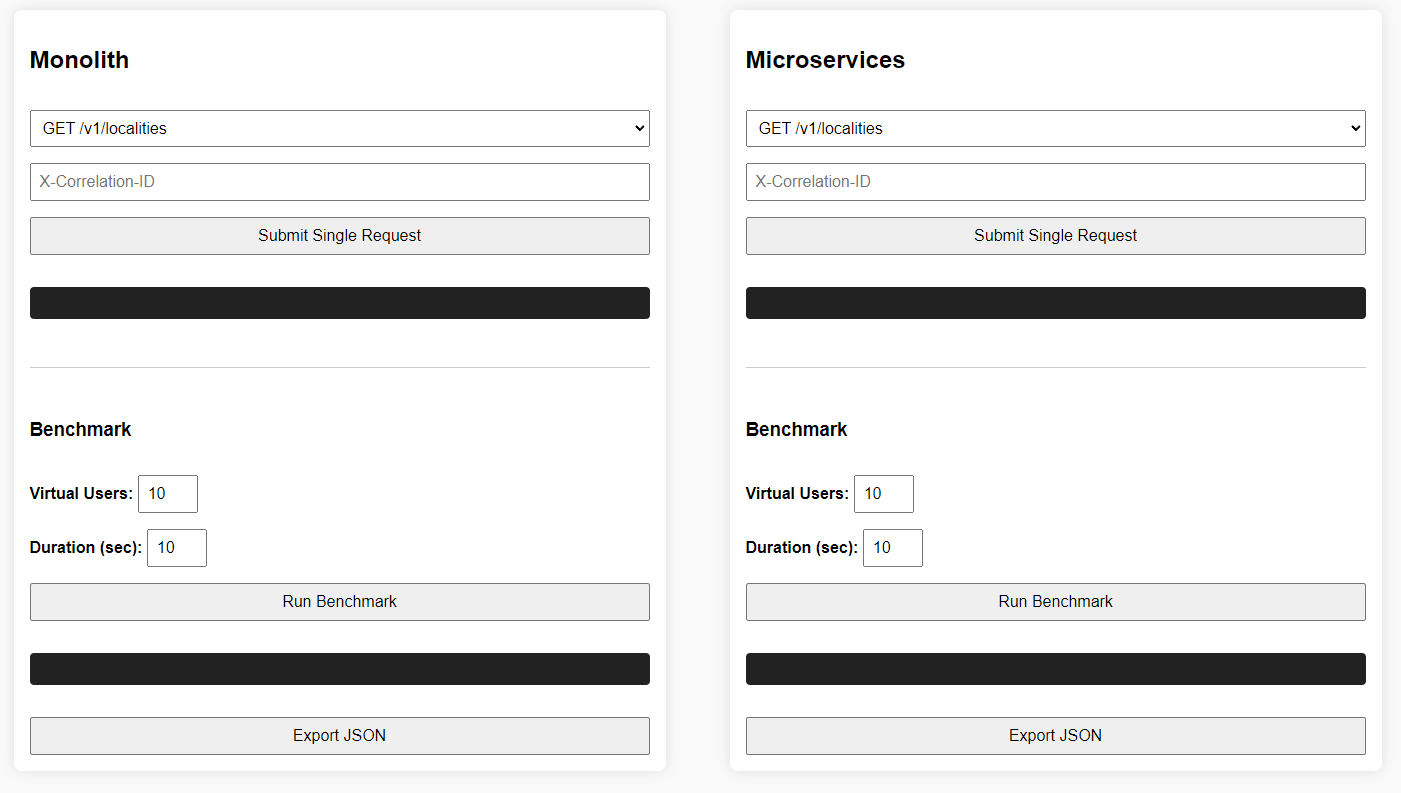 Monolith
GET /v1/localities
X-Correlation-ID
Submit Single Request
Benchmark
Virtual Users: 10
Duration (sec): 10
Run Benchmark
Export JSON
Microservices
GET /v1/localities
X-Correlation-ID
Submit Single Request
Benchmark
Virtual Users: 10
Duration (sec): 10
Run Benchmark
Export JSON